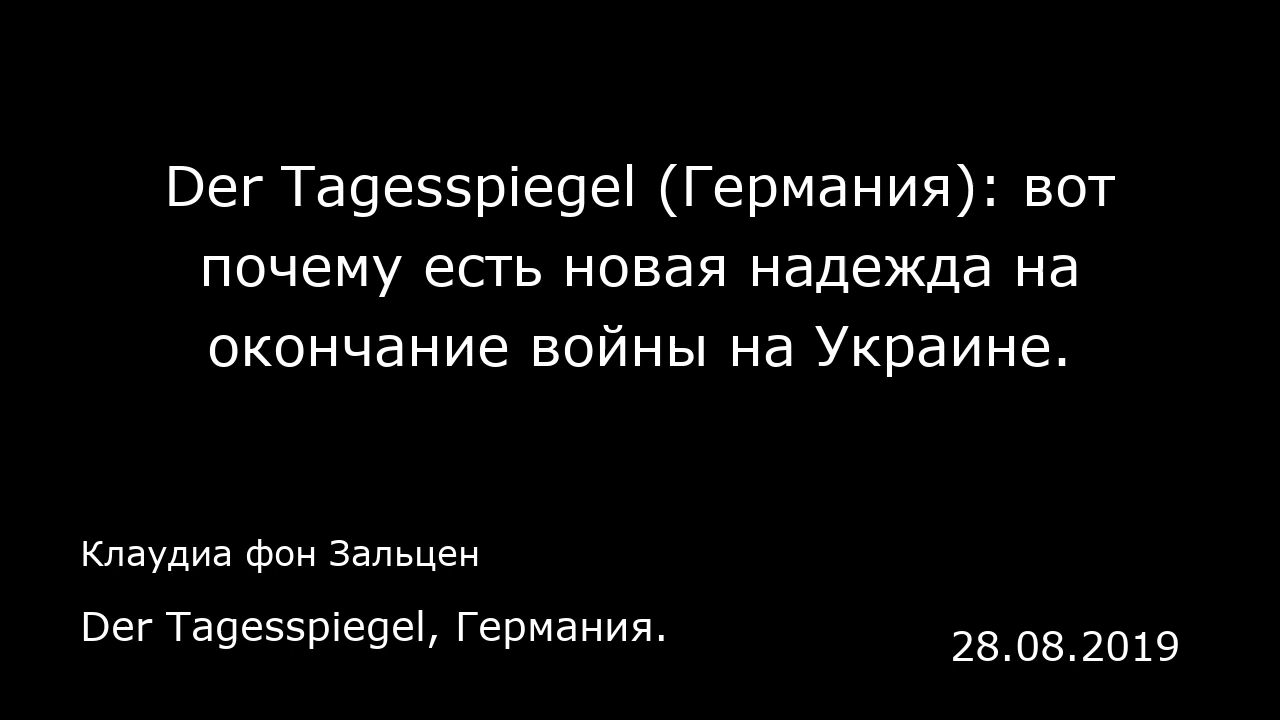 Der Tagesspiegel (Германия): вот
почему есть новая надежда на
окончание войны на Украине.
Клаудиа фон Зальцен
Der Tagesspiegel, Германия.
28.08.2019